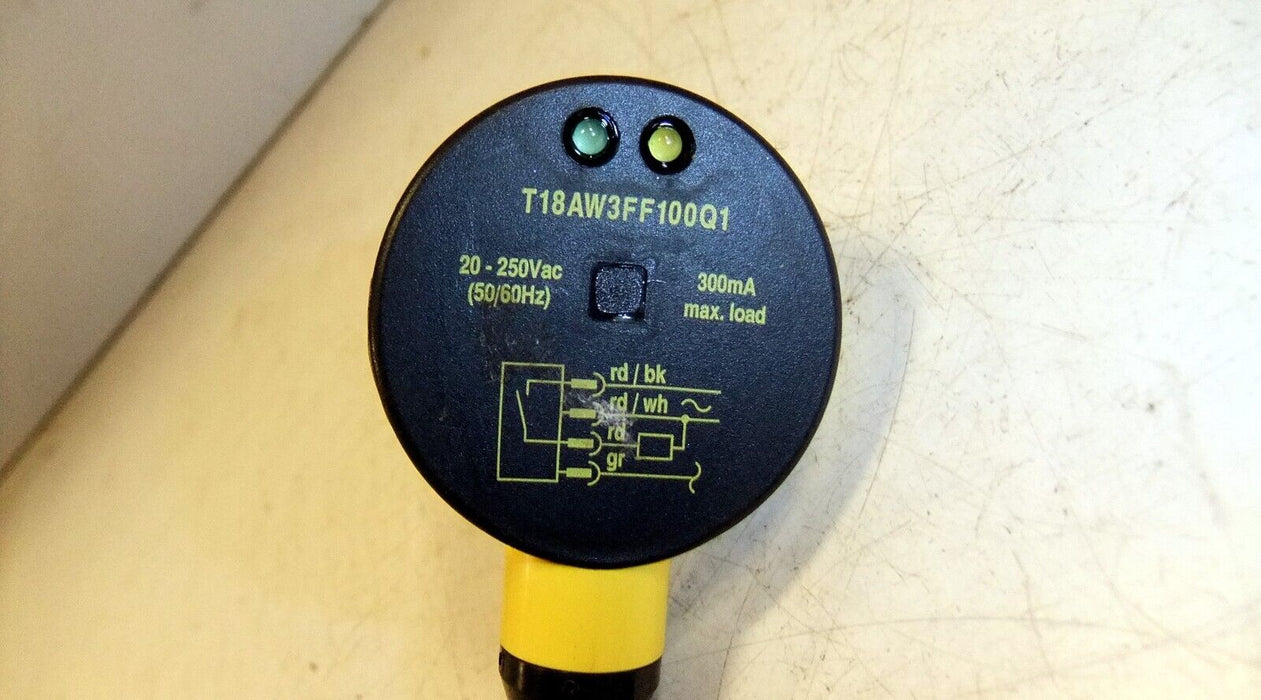 T18AW3FF100Q1
20 - 250Vac
(50/60Hz)
300mA
max. load
rd / bk
rd / wh
rd
gr